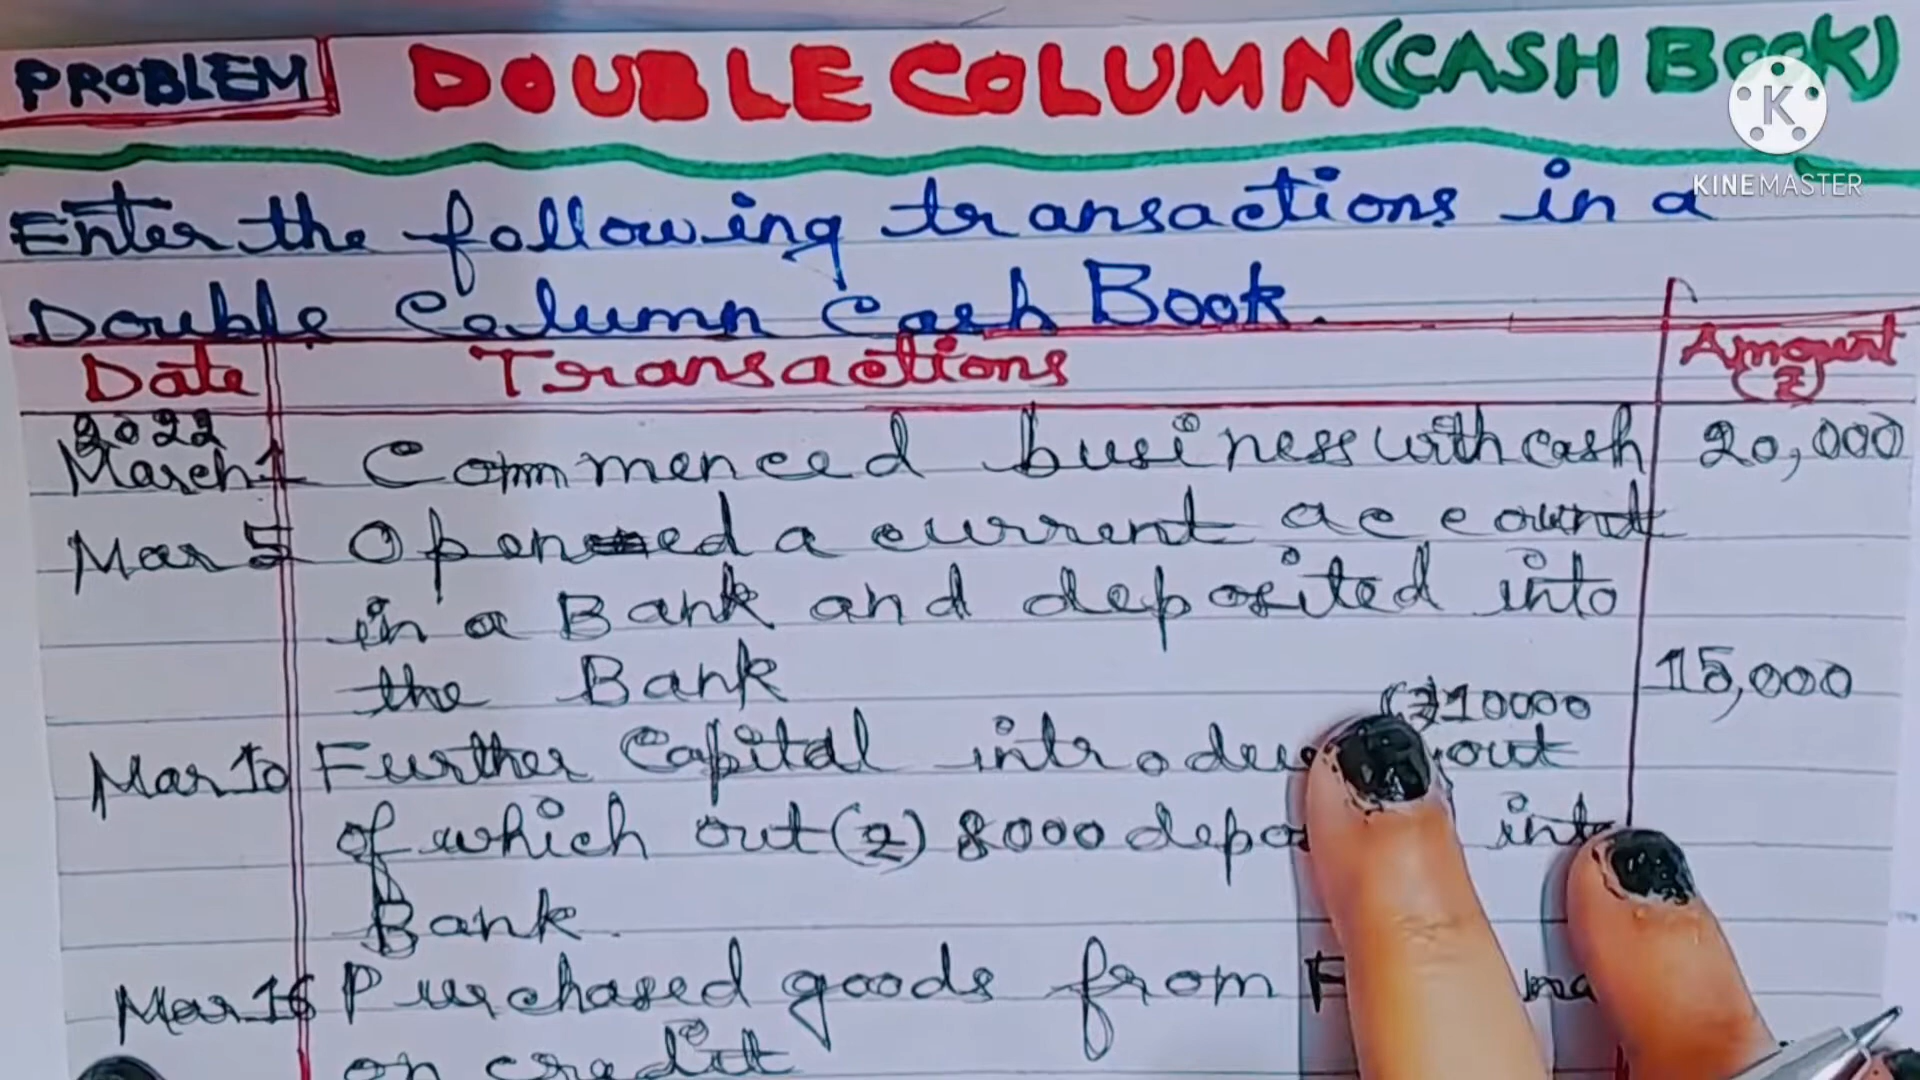 PROBLEM DOUBLE COLUMN (CASH BOOK)
K
KINEMASTER
Enter the following transactions in a
Double Column Cash Book.
Date Transactions Amount
(₹)
2022
March 1 Commenced business with cash 20,000
Mar 5 Opened a current account
in a Bank and deposited into
the Bank 15,000
(₹)10000
Mar 10 Further Capital out
of which out (₹) 8000 into
Bank.
Mar 16 Purchased goods from
on credit